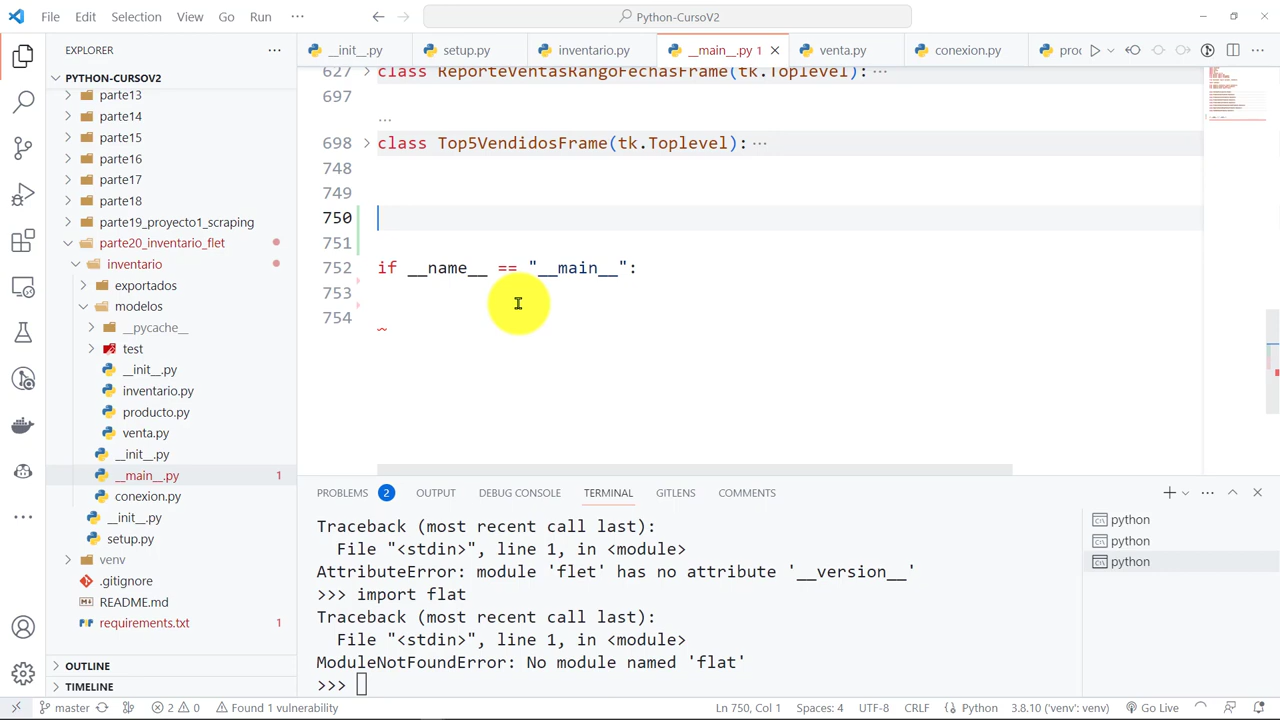 File Edit Selection View Go Run ··· Python-CursoV2
EXPLORER ···
PYTHON-CURSOV2
parte13
parte14
parte15
parte16
parte17
parte18
parte19_proyecto1_scraping
parte20_inventario_flet
inventario
exportados
modelos
__pycache__
test
__init__.py
inventario.py
producto.py
venta.py
__init__.py
__main__.py 1
conexion.py
__init__.py
setup.py
venv
.gitignore
README.md
requirements.txt 1
OUTLINE
TIMELINE
__init__.py setup.py inventario.py __main__.py 1 venta.py conexion.py
627 class ReporteVentasRangoFechasFrame(tk.Toplevel): ···
697
···
698 class Top5VendidosFrame(tk.Toplevel): ···
748
749
750
751
752 if __name__ == "__main__":
753
754
PROBLEMS 2 OUTPUT DEBUG CONSOLE TERMINAL GITLENS COMMENTS
Traceback (most recent call last):
File "<stdin>", line 1, in <module>
AttributeError: module 'flet' has no attribute '__version__'
>>> import flat
Traceback (most recent call last):
File "<stdin>", line 1, in <module>
ModuleNotFoundError: No module named 'flat'
>>>
python
python
python
master 2 0 Found 1 vulnerability Ln 750, Col 1 Spaces: 4 UTF-8 CRLF Python 3.8.10 ('venv': venv) Go Live